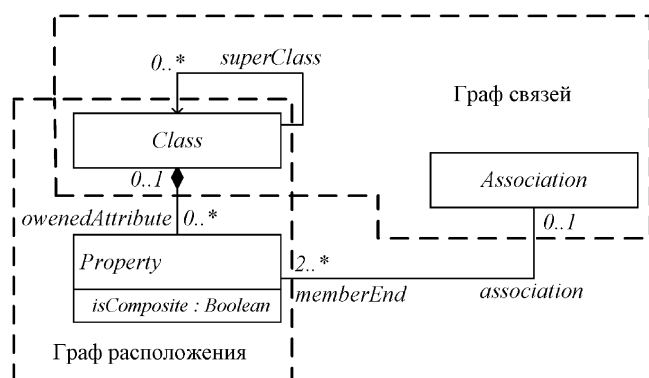 0..*
superClass
Граф связей
Class
Association
0..1
0..1
owenedAttribute
0..*
Property
2..*
memberEnd
association
isComposite : Boolean
Граф расположения